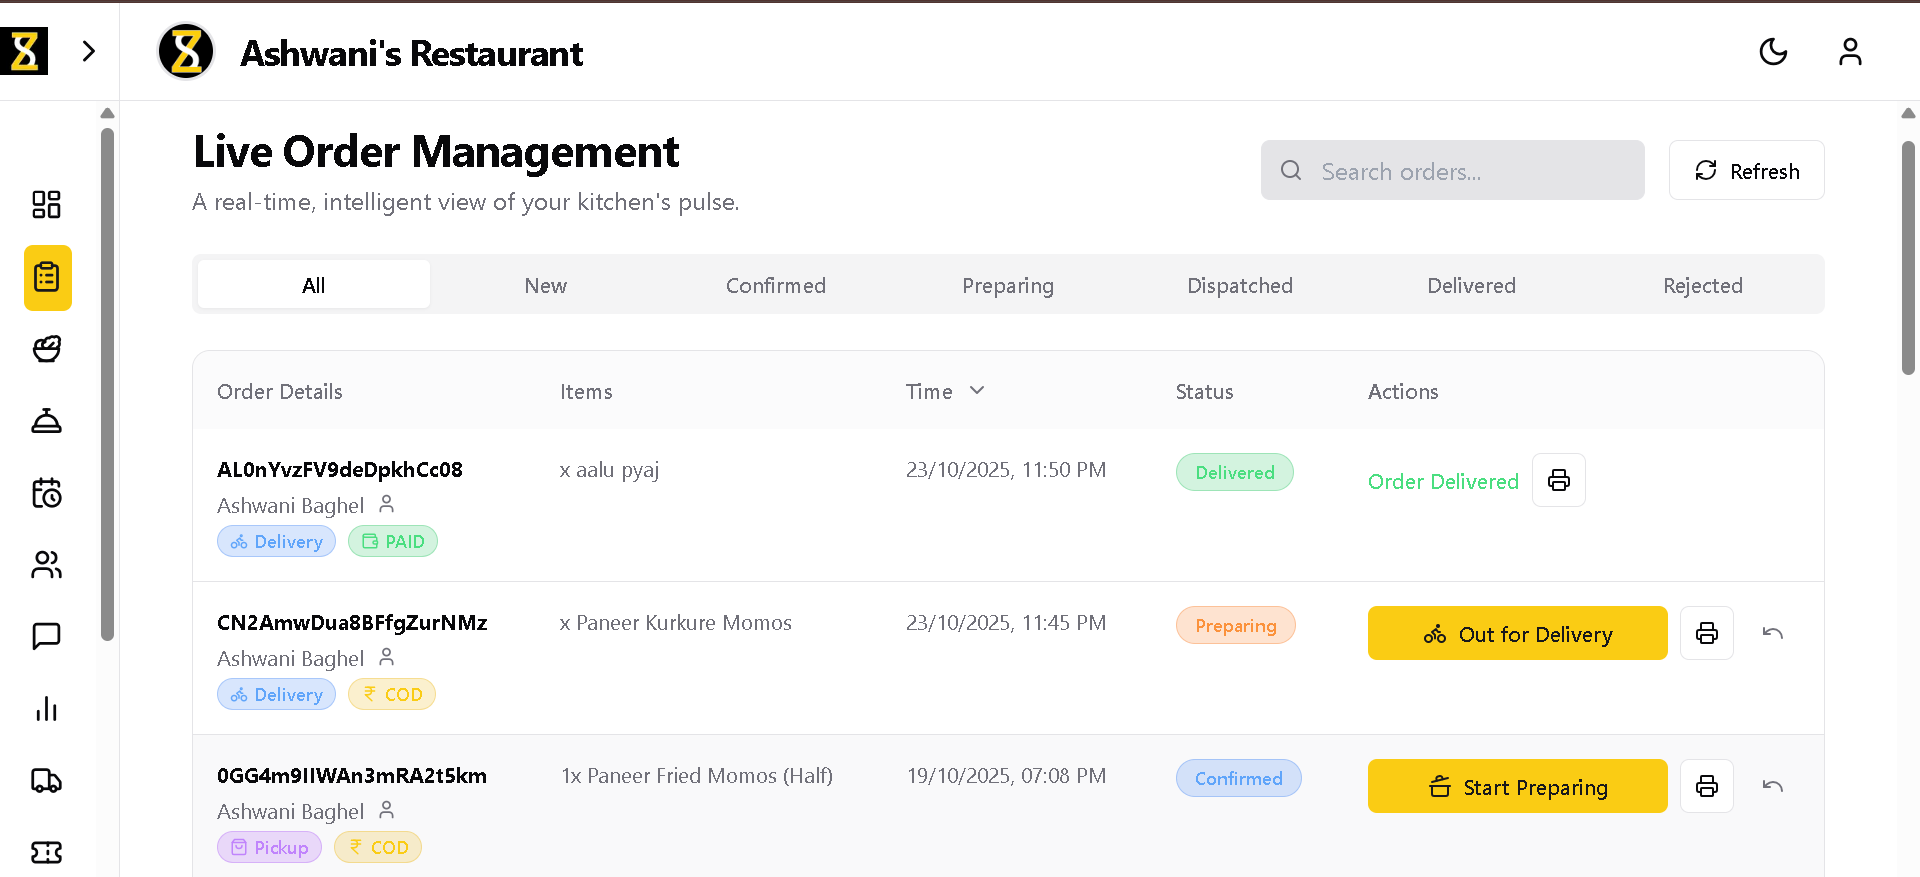 Ashwani's Restaurant
Live Order Management
A real-time, intelligent view of your kitchen's pulse.
Search orders...
Refresh
All New Confirmed Preparing Dispatched Delivered Rejected
Order Details Items Time Status Actions
AL0nYvzFV9deDpkhCc08 x aalu pyaj 23/10/2025, 11:50 PM Delivered Order Delivered
Ashwani Baghel
Delivery PAID
CN2AmwDua8BFfgZurNMz x Paneer Kurkure Momos 23/10/2025, 11:45 PM Preparing Out for Delivery
Ashwani Baghel
Delivery ₹ COD
0GG4m9IIWAn3mRA2t5km 1x Paneer Fried Momos (Half) 19/10/2025, 07:08 PM Confirmed Start Preparing
Ashwani Baghel
Pickup ₹ COD